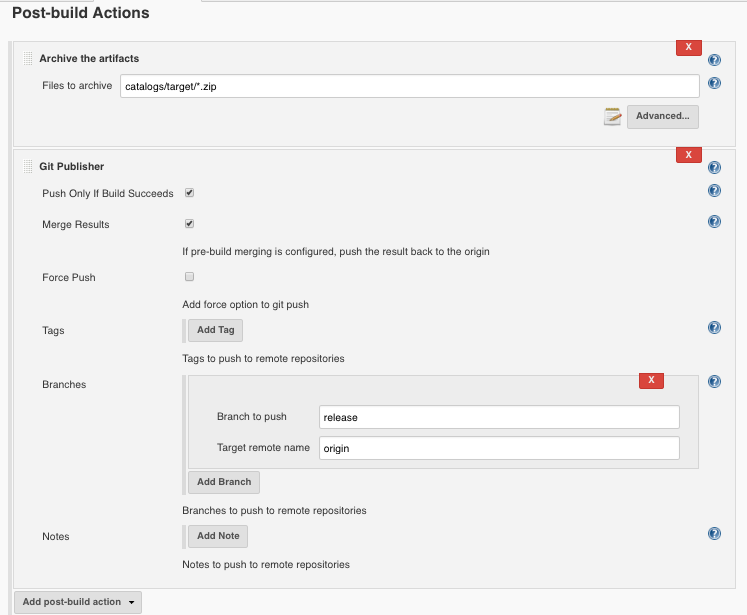 Post-build Actions
X
Archive the artifacts
?
Files to archive catalogs/target/*.zip
?
Advanced...
X
Git Publisher
?
Push Only If Build Succeeds
?
Merge Results
?
If pre-build merging is configured, push the result back to the origin
Force Push
Add force option to git push
Tags Add Tag
?
Tags to push to remote repositories
Branches
X
?
Branch to push release
Target remote name origin
Add Branch
Branches to push to remote repositories
Notes Add Note
?
Notes to push to remote repositories
Add post-build action